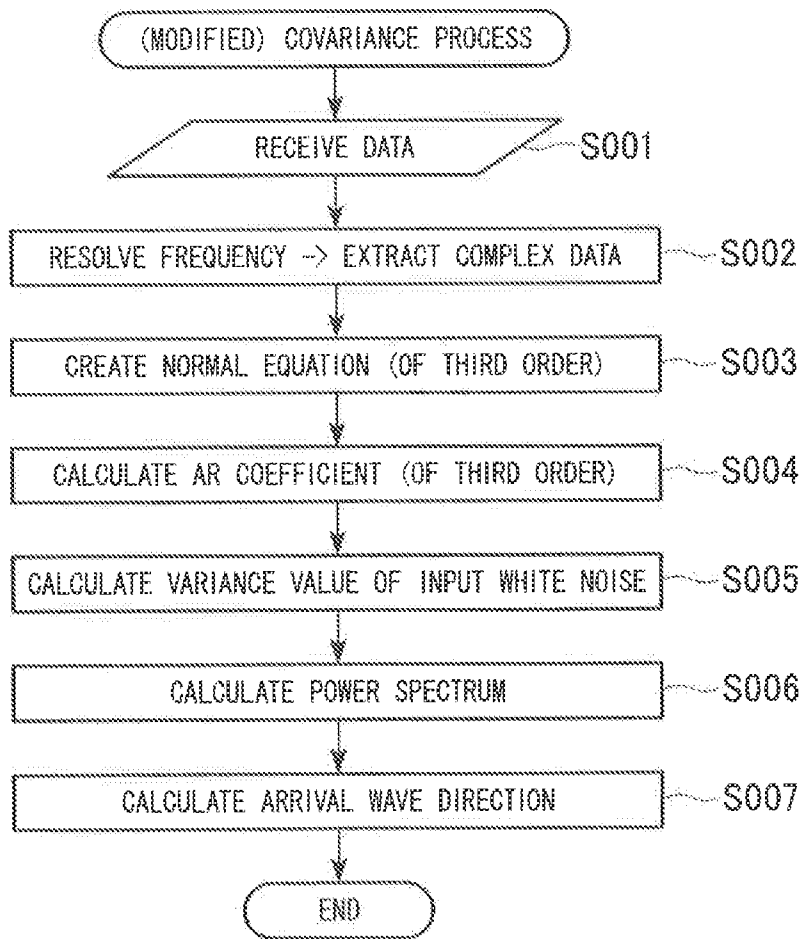 (MODIFIED) COVARIANCE PROCESS
RECEIVE DATA S001
RESOLVE FREQUENCY -> EXTRACT COMPLEX DATA S002
CREATE NORMAL EQUATION (OF THIRD ORDER) S003
CALCULATE AR COEFFICIENT (OF THIRD ORDER) S004
CALCULATE VARIANCE VALUE OF INPUT WHITE NOISE S005
CALCULATE POWER SPECTRUM S006
CALCULATE ARRIVAL WAVE DIRECTION S007
END